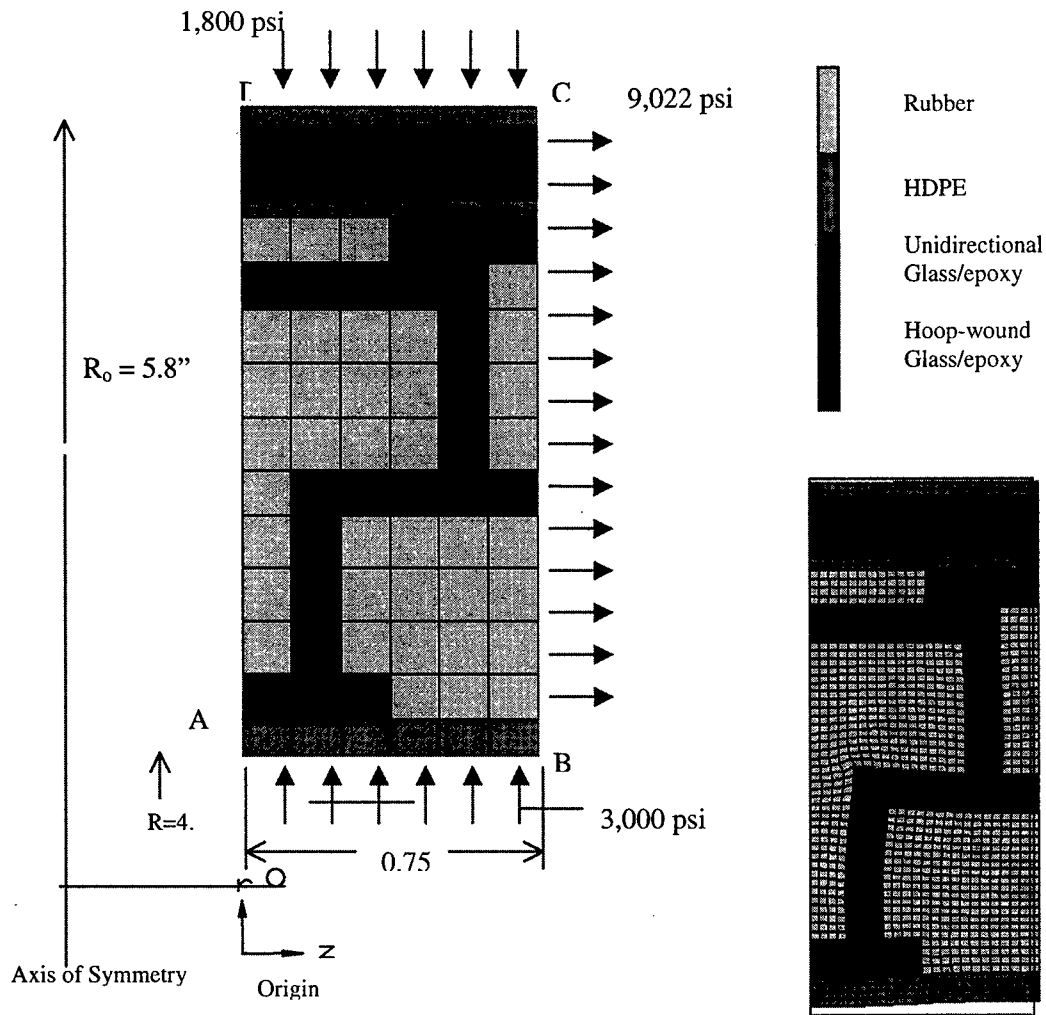 1,800 psi
C
9,022 psi
Rubber
HDPE
Unidirectional
Glass/epoxy
Hoop-wound
Glass/epoxy
Rₒ = 5.8”
A
B
R=4.
3,000 psi
0.75
O
r
z
Axis of Symmetry
Origin